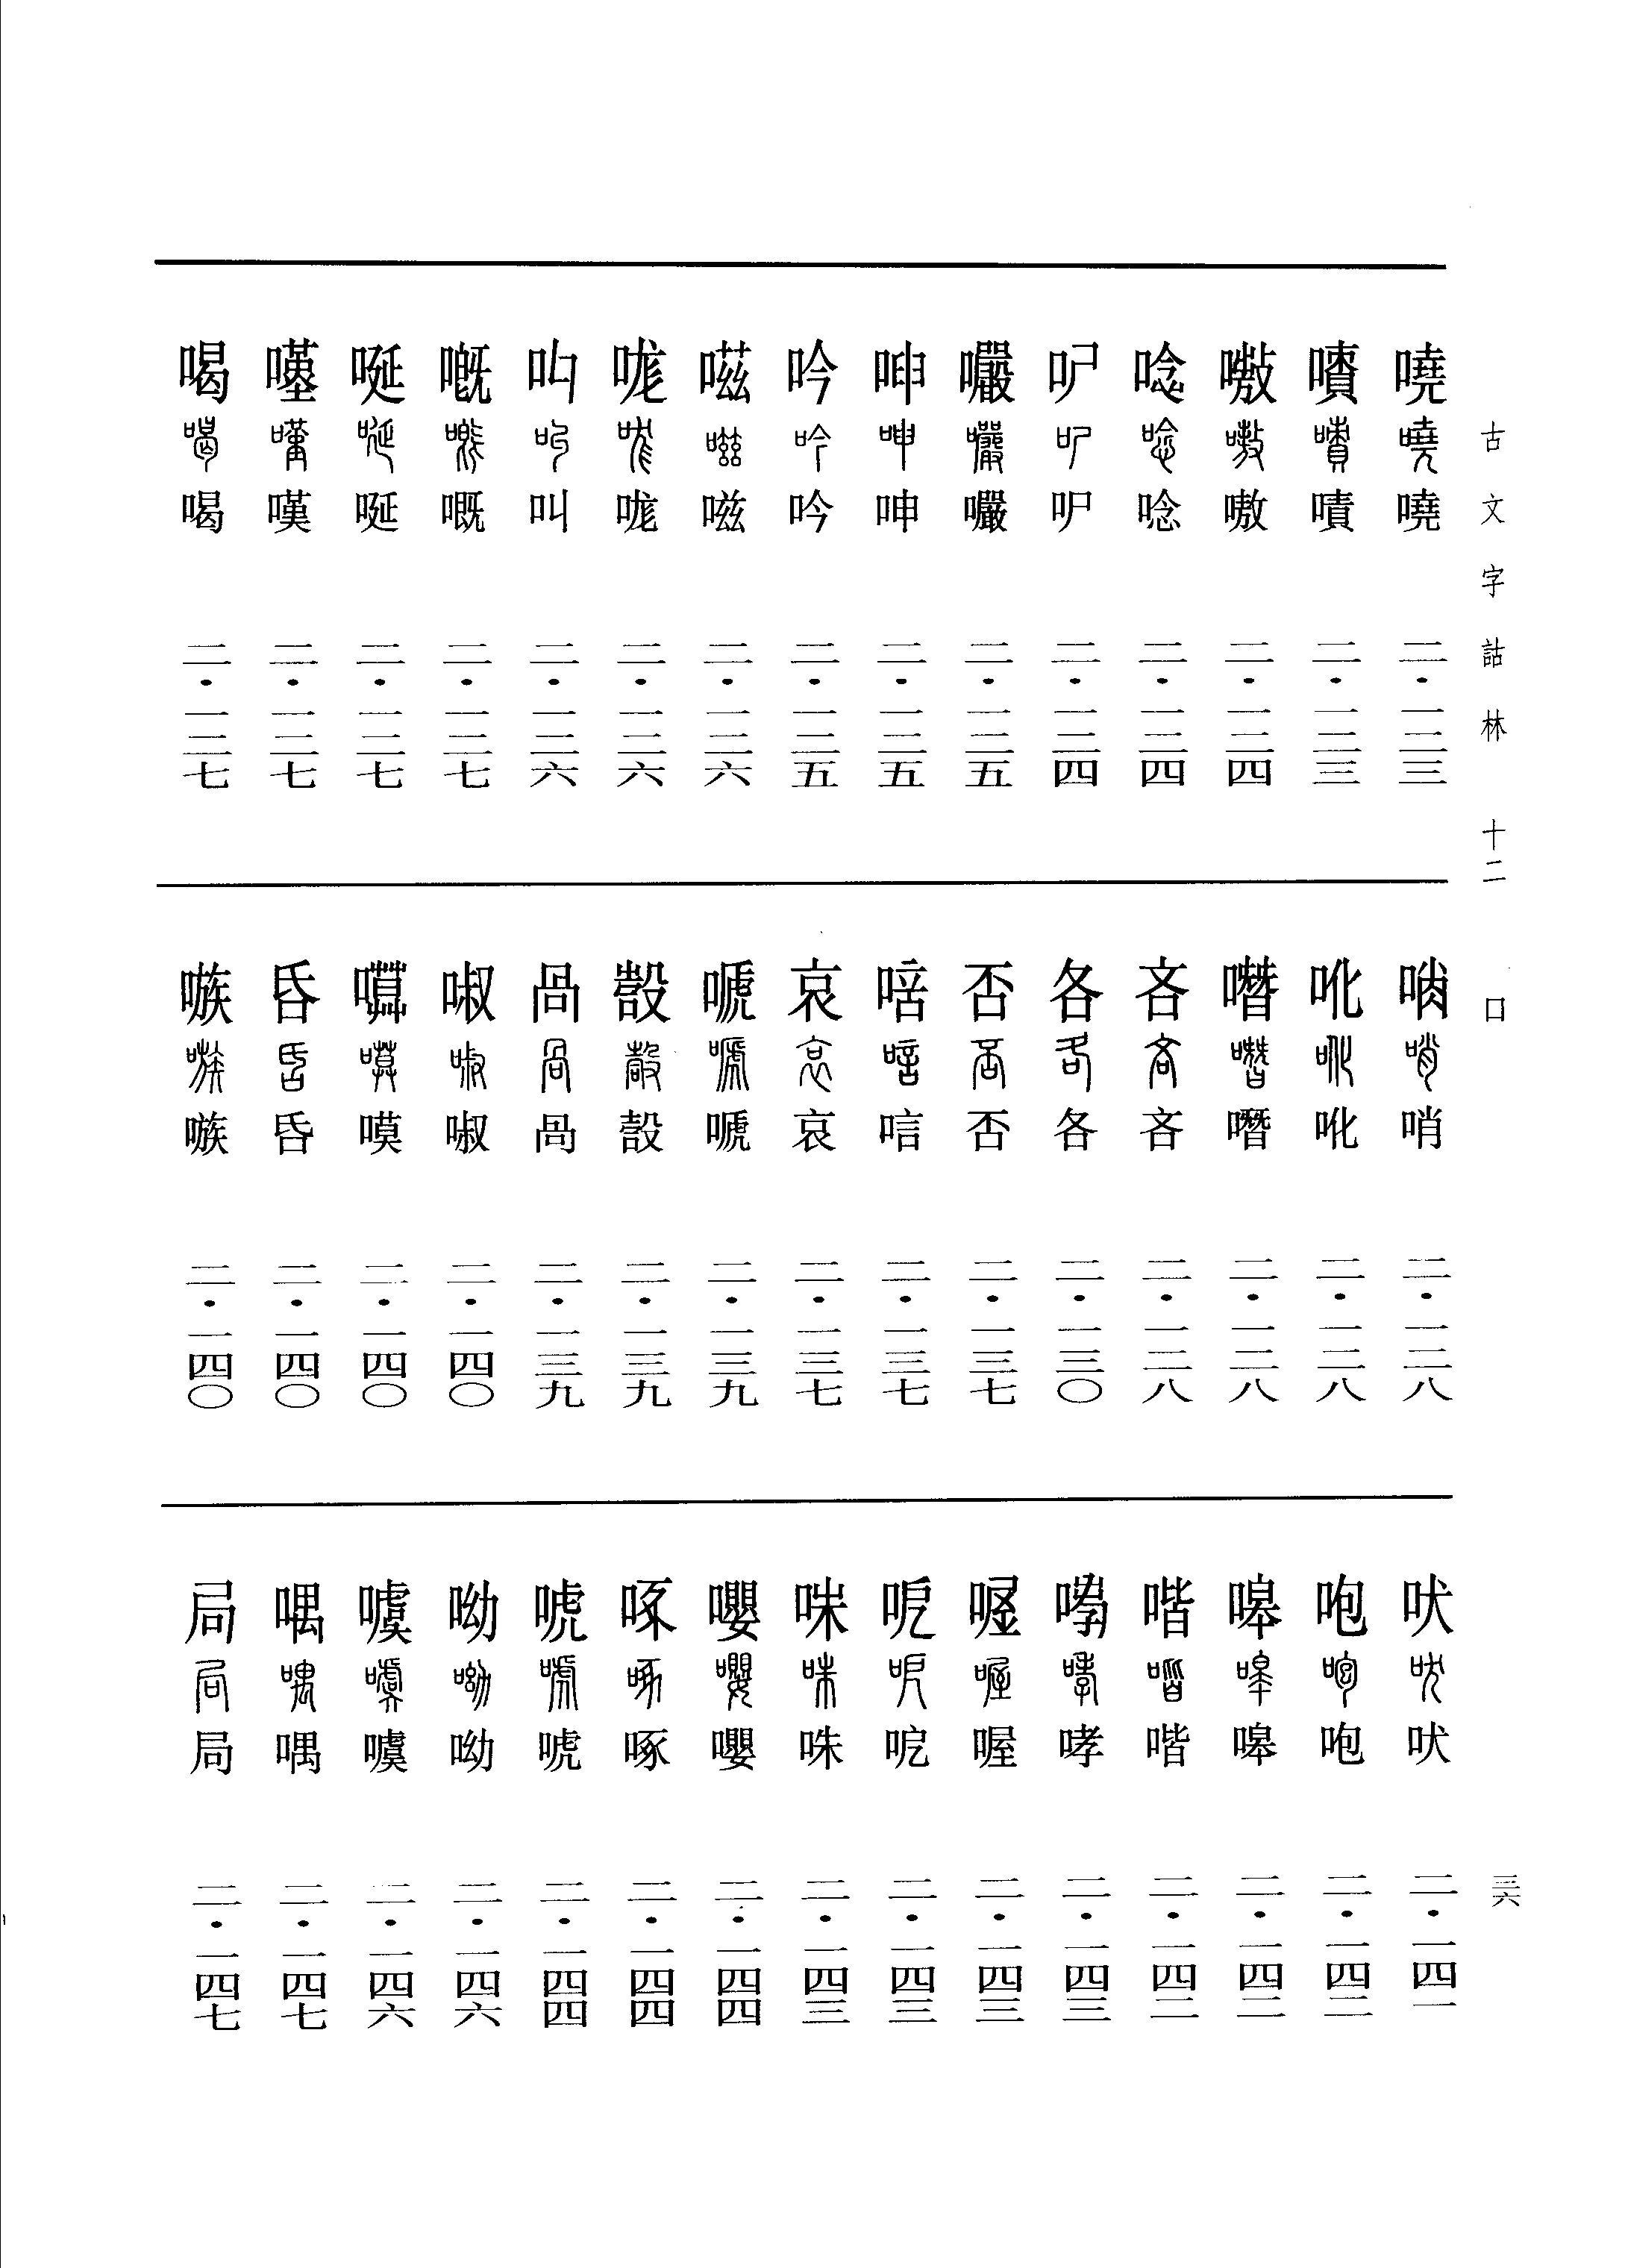 古文字詁林 十二 口 三六
嘵 嘵 二·一二三
嘖 嘖 二·一二三
嗷 嗷 二·一二四
唸 唸 二·一二四
吚 吚 二·一二四
囐 二·一二五
呻 呻 二·一二五
吟 吟 二·一二五
嗞 嗞 二·一二六
咙 咙 二·一二六
叫 叫 二·一二六
嘅 嘅 二·一二七
唌 唌 二·一二七
嘆 嘆 二·一二七
喝 喝 二·一二七
哨 哨 二·一二八
吪 吪 二·一二八
噆 噆 二·一二八
吝 吝 二·一二八
各 各 二·一三〇
否 否 二·一三七
唁 唁 二·一三七
哀 哀 二·一三七
嗁 嗁 二·一三九
嗀 嗀 二·一三九
咼 咼 二·一三九
㖩 㖩 二·一四〇
嗼 嗼 二·一四〇
昏 昏 二·一四〇
嗾 嗾 二·一四〇
吠 吠 二·一四一
咆 咆 二·一四二
嘷 嘷 二·一四二
喈 喈 二·一四二
哮 哮 二·一四三
喔 喔 二·一四三
呝 呝 二·一四三
咮 咮 二·一四三
嚶 嚶 二·一四四
啄 啄 二·一四四
唬 唬 二·一四四
呦 呦 二·一四六
噳 噳 二·一四六
喁 喁 二·一四七
局 局 二·一四七